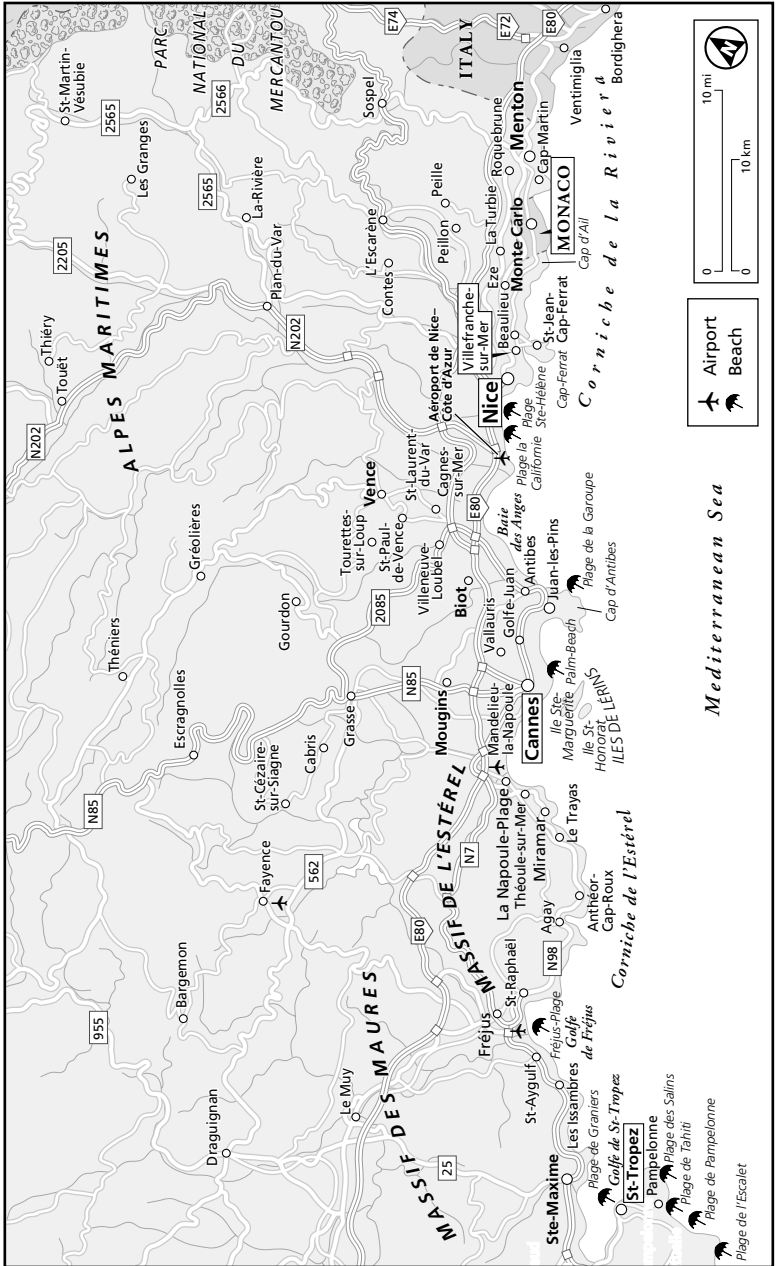 St-Martin-
Vésubie
PARC
NATIONAL
DU
MERCANTOUR
E74
E72
E80
ITALY
Bordighera
Ventimiglia
2565
2566
Les Granges
2565
La-Rivière
Sospel
Peille
Peillon
L'Escarène
Contes
Roquebrune
Menton
Cap-Martin
La Turbie
Monte-Carlo
MONACO
Cap d'Ail
Eze
Corniche de la Riviera
2205
Thiéry
Touët
ALPES MARITIMES
Plan-du-Var
N202
N202
Villefranche-
sur-Mer
Beaulieu
St-Jean-
Cap-Ferrat
Cap-Ferrat
Aéroport de Nice–
Côte d'Azur
Nice
Plage
Ste-Hélène
Plage la
Californie
10 mi
0
10 km
0
N
Airport
Beach
Vence
St-Laurent-
du-Var
Cagnes-
sur-Mer
Tourettes-
sur-Loup
St-Paul-
de-Vence
Villeneuve-
Loubet
E80
Baie
des Anges
Gréolières
Gourdon
2085
Biot
Antibes
Juan-les-Pins
Plage de la Garoupe
Cap d'Antibes
Golfe-Juan
Vallauris
Théniers
Escragnolles
Grasse
N85
Mougins
Cannes
Palm-Beach
Ile Ste-
Marguerite
Ile St-
Honorat
ILES DE LÉRINS
Mediterranean Sea
Cabris
St-Cézaire-
sur-Siagne
N85
Mandelieu-
la-Napoule
La Napoule-Plage
Théoule-sur-Mer
Miramar
Le Trayas
Fayence
562
MASSIF DE L'ESTÉREL
N7
E80
Anthéor-
Cap-Roux
Agay
Corniche de l'Estérel
N98
St-Raphaël
Bargemon
955
Fréjus
Fréjus-Plage
Golfe
de Fréjus
St-Aygulf
Les Issambres
MASSIF DES MAURES
Le Muy
Draguignan
MASSIF
25
Ste-Maxime
Plage de Graniers
Golfe de St-Tropez
St-Tropez
Pampelonne
Plage des Salins
Plage de Tahiti
Plage de Pampelonne
Plage de l'Escalet